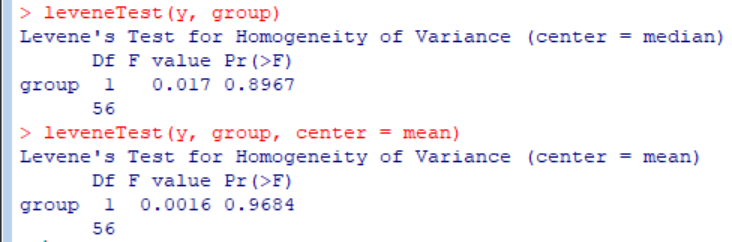 > leveneTest(y, group)
Levene's Test for Homogeneity of Variance (center = median)
      Df F value Pr(>F)
group  1   0.017 0.8967
      56
> leveneTest(y, group, center = mean)
Levene's Test for Homogeneity of Variance (center = mean)
      Df F value Pr(>F)
group  1  0.0016 0.9684
      56